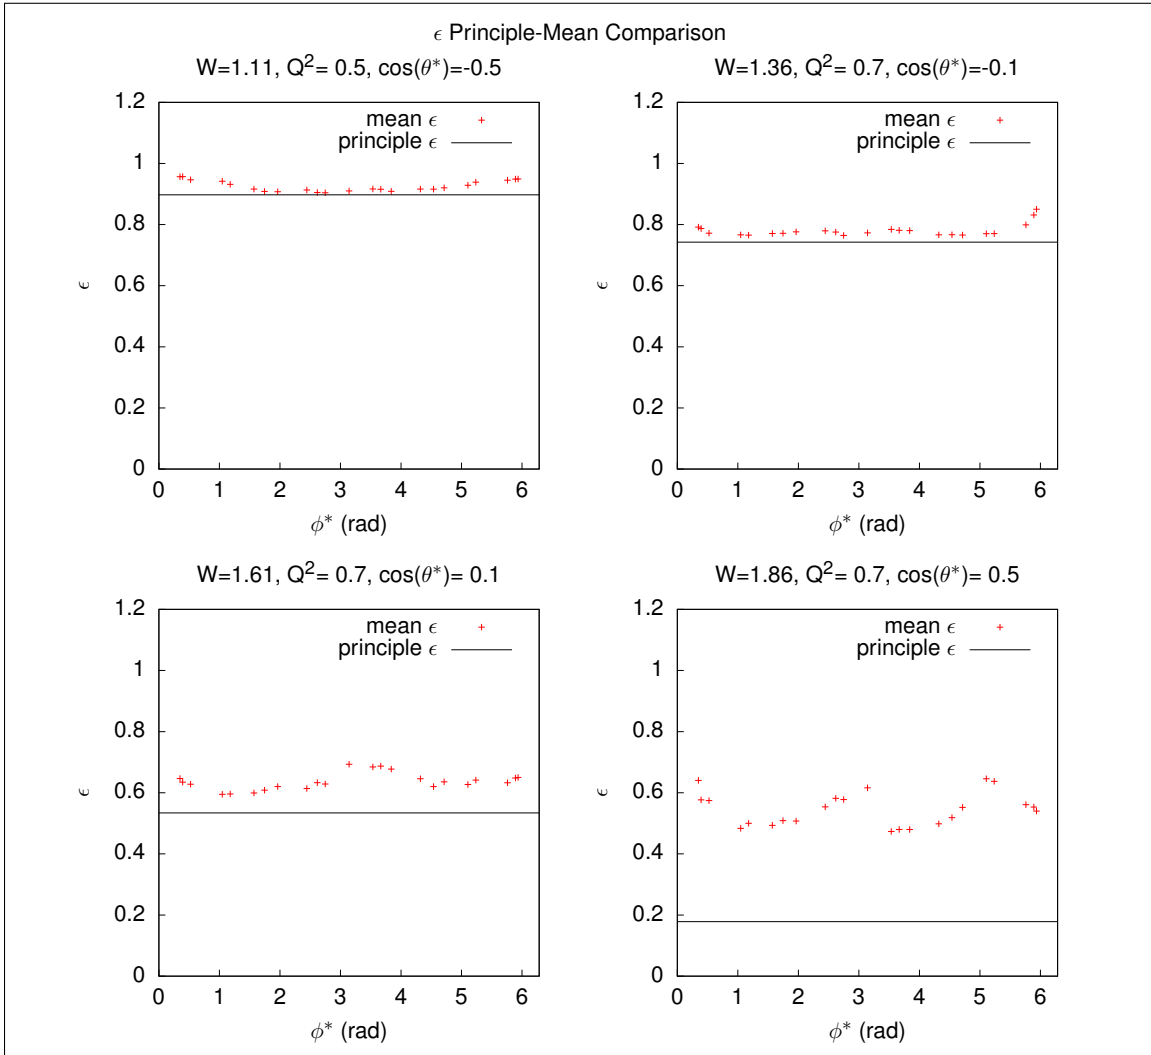 ϵ Principle-Mean Comparison
W=1.11, Q²= 0.5, cos(θ*)=-0.5
mean ϵ
principle ϵ
1.2
1
0.8
0.6
0.4
0.2
0
ϵ
0 1 2 3 4 5 6
ϕ* (rad)
W=1.36, Q²= 0.7, cos(θ*)=-0.1
mean ϵ
principle ϵ
1.2
1
0.8
0.6
0.4
0.2
0
ϵ
0 1 2 3 4 5 6
ϕ* (rad)
W=1.61, Q²= 0.7, cos(θ*)= 0.1
mean ϵ
principle ϵ
1.2
1
0.8
0.6
0.4
0.2
0
ϵ
0 1 2 3 4 5 6
ϕ* (rad)
W=1.86, Q²= 0.7, cos(θ*)= 0.5
mean ϵ
principle ϵ
1.2
1
0.8
0.6
0.4
0.2
0
ϵ
0 1 2 3 4 5 6
ϕ* (rad)